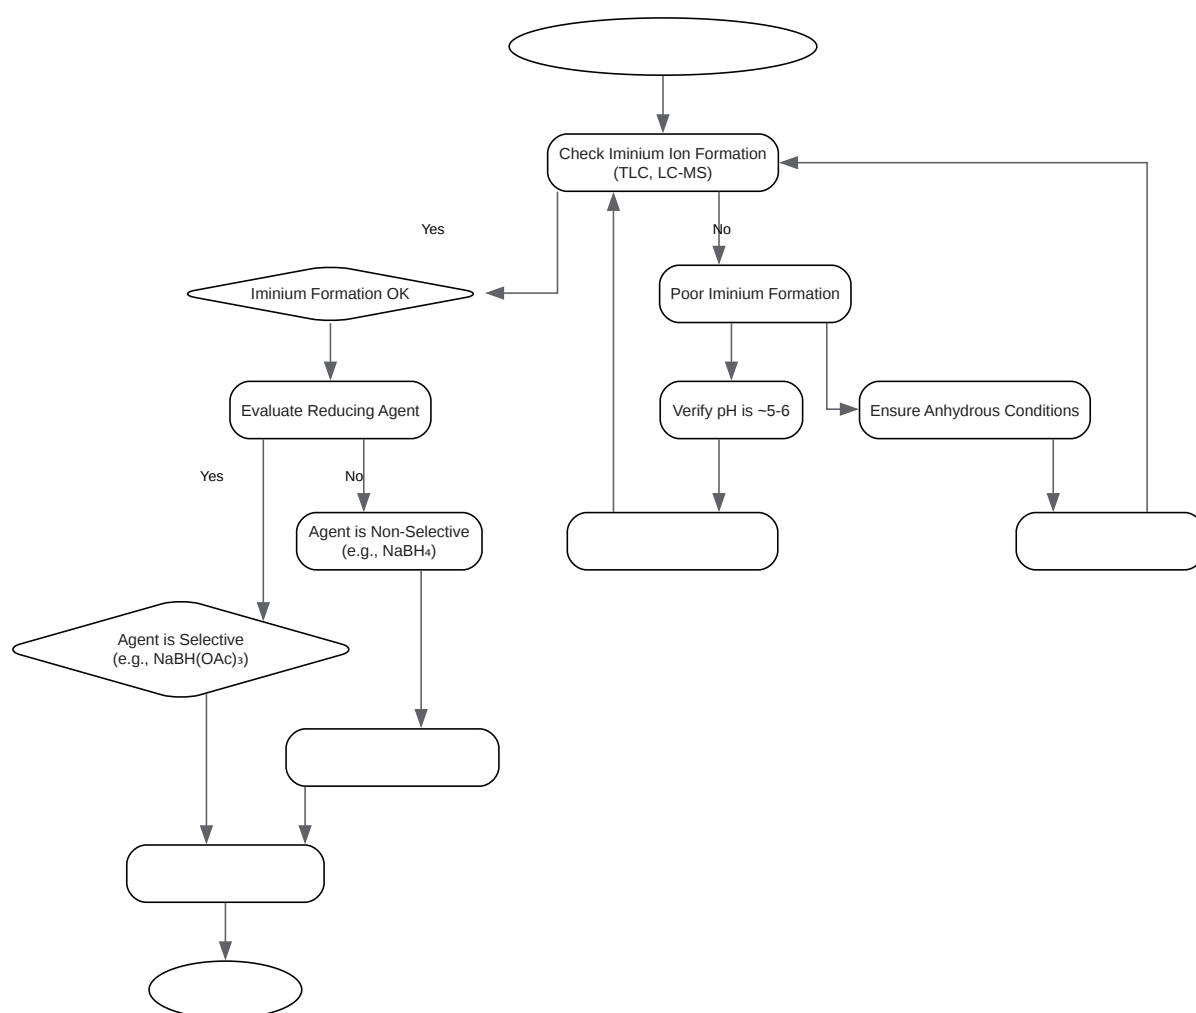 Check Iminium Ion Formation
(TLC, LC-MS)
Yes
No
Iminium Formation OK
Poor Iminium Formation
Evaluate Reducing Agent
Verify pH is ~5-6
Ensure Anhydrous Conditions
Yes
No
Agent is Non-Selective
(e.g., NaBH₄)
Agent is Selective
(e.g., NaBH(OAc)₃)